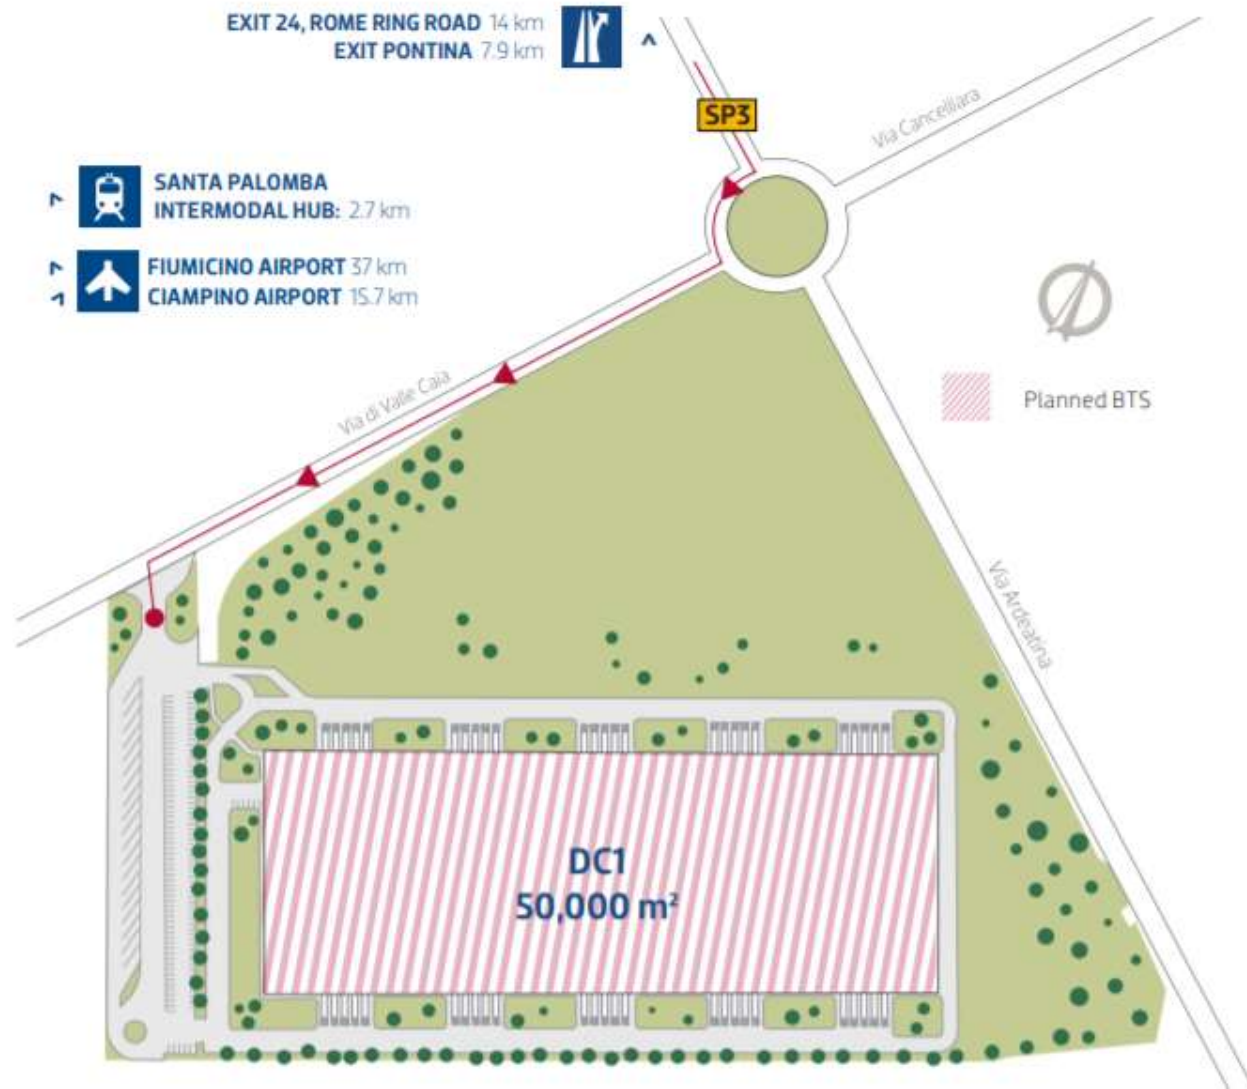 EXIT 24, ROME RING ROAD 14 km
EXIT PONTINA 7.9 km
SP3
Via Cancelliara
SANTA PALOMBA
INTERMODAL HUB: 2.7 km
FIUMICINO AIRPORT 37 km
CIAMPINO AIRPORT 15.7 km
Via di Valle Caia
Planned BTS
Via Ardeatina
DC1
50,000 m²